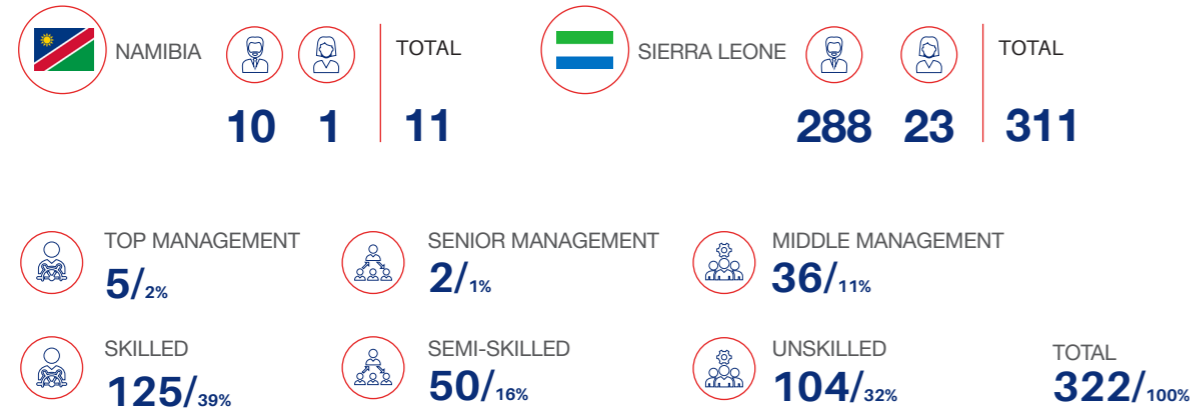 NAMIBIA
TOTAL
10 1 11
SIERRA LEONE
TOTAL
288 23 311
TOP MANAGEMENT
5/2%
SENIOR MANAGEMENT
2/1%
MIDDLE MANAGEMENT
36/11%
SKILLED
125/39%
SEMI-SKILLED
50/16%
UNSKILLED
104/32%
TOTAL
322/100%